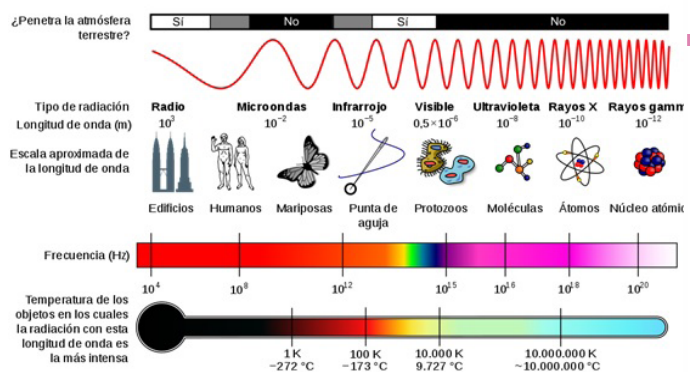 ¿Penetra la atmósfera
terrestre?
Sí
No
Sí
No
Tipo de radiación
Radio
Microondas
Infrarrojo
Visible
Ultravioleta
Rayos X
Rayos gamm
Longitud de onda (m)
10³
10⁻²
10⁻⁵
0,5×10⁻⁶
10⁻⁸
10⁻¹⁰
10⁻¹²
Escala aproximada de
la longitud de onda
Edificios
Humanos
Mariposas
Punta de
aguja
Protozoos
Moléculas
Átomos
Núcleo atómic
Frecuencia (Hz)
10⁴
10⁸
10¹²
10¹⁵
10¹⁶
10¹⁸
10²⁰
Temperatura de los
objetos en los cuales
la radiación con esta
longitud de onda es
la más intensa
1 K
−272 °C
100 K
−173 °C
10.000 K
9.727 °C
10.000.000 K
~10.000.000 °C